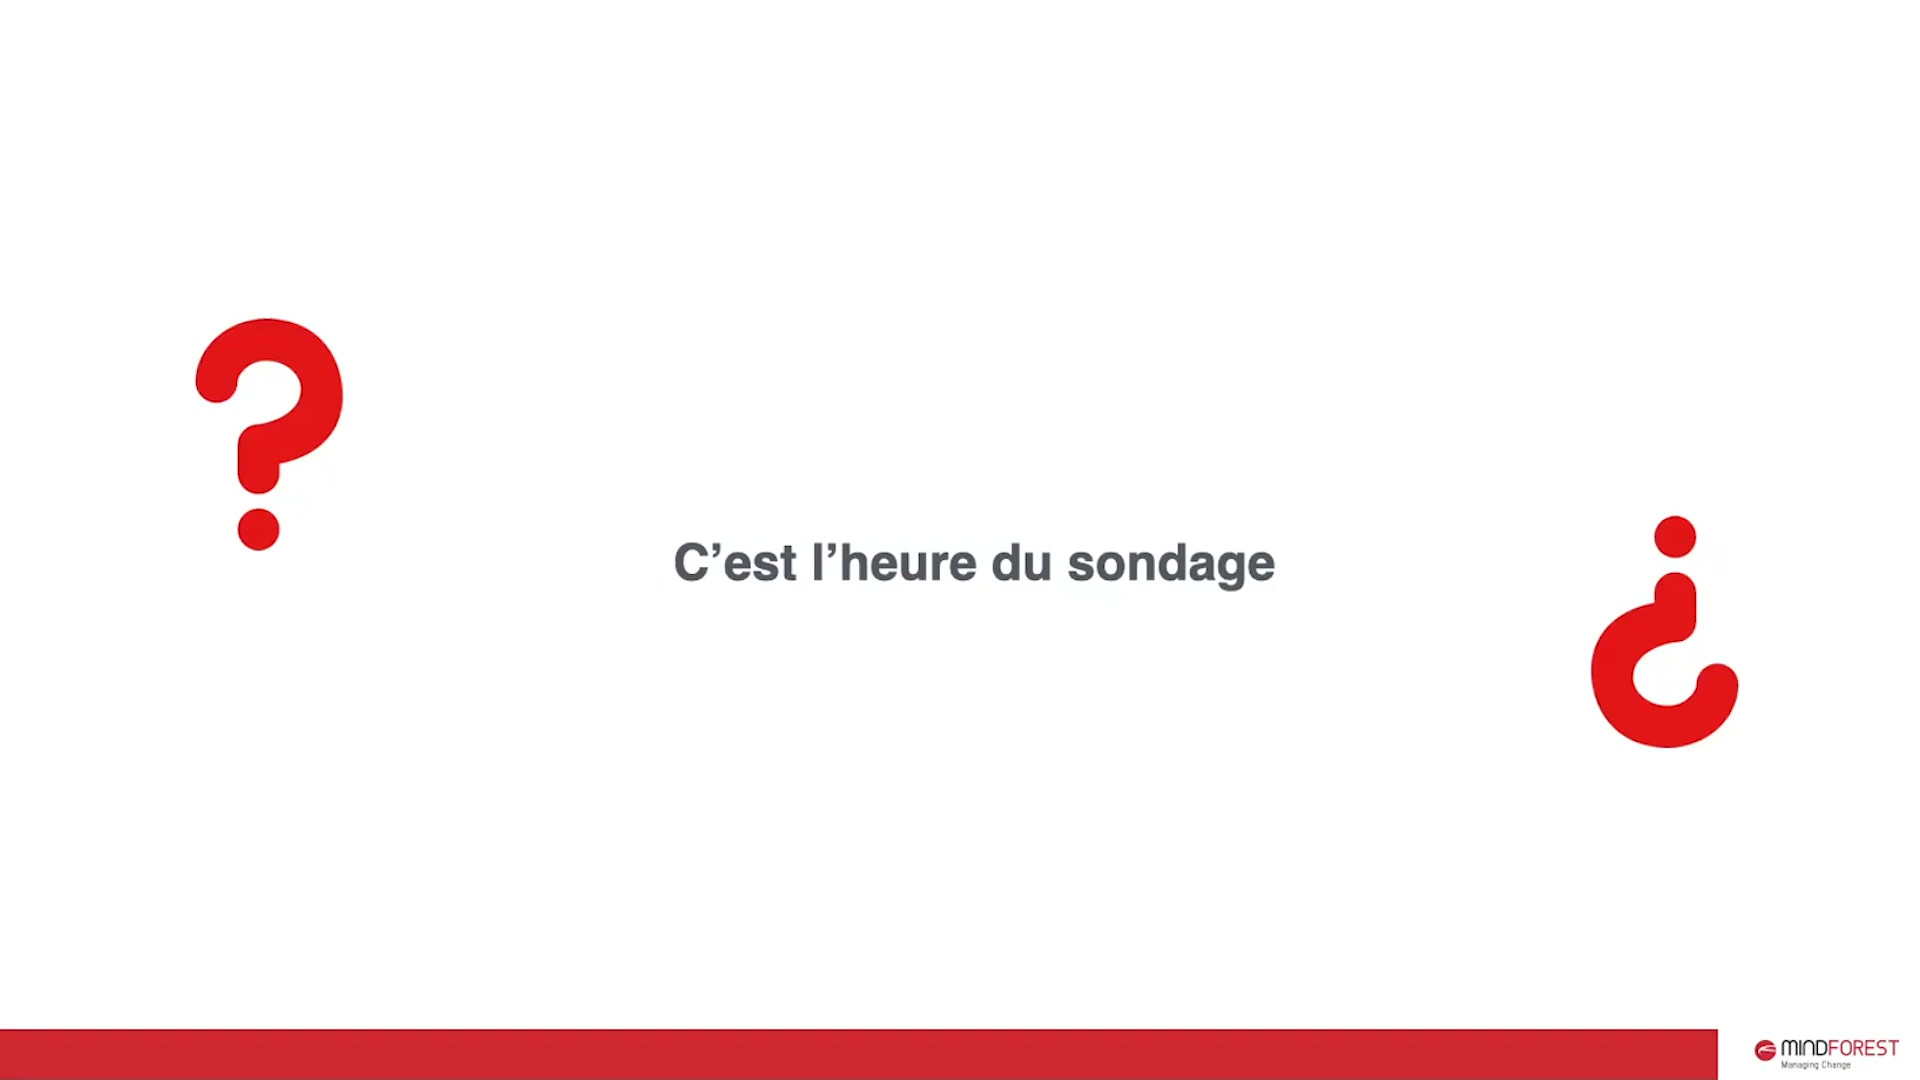 ?
C’est l’heure du sondage
¿
MINDFOREST
Managing Change